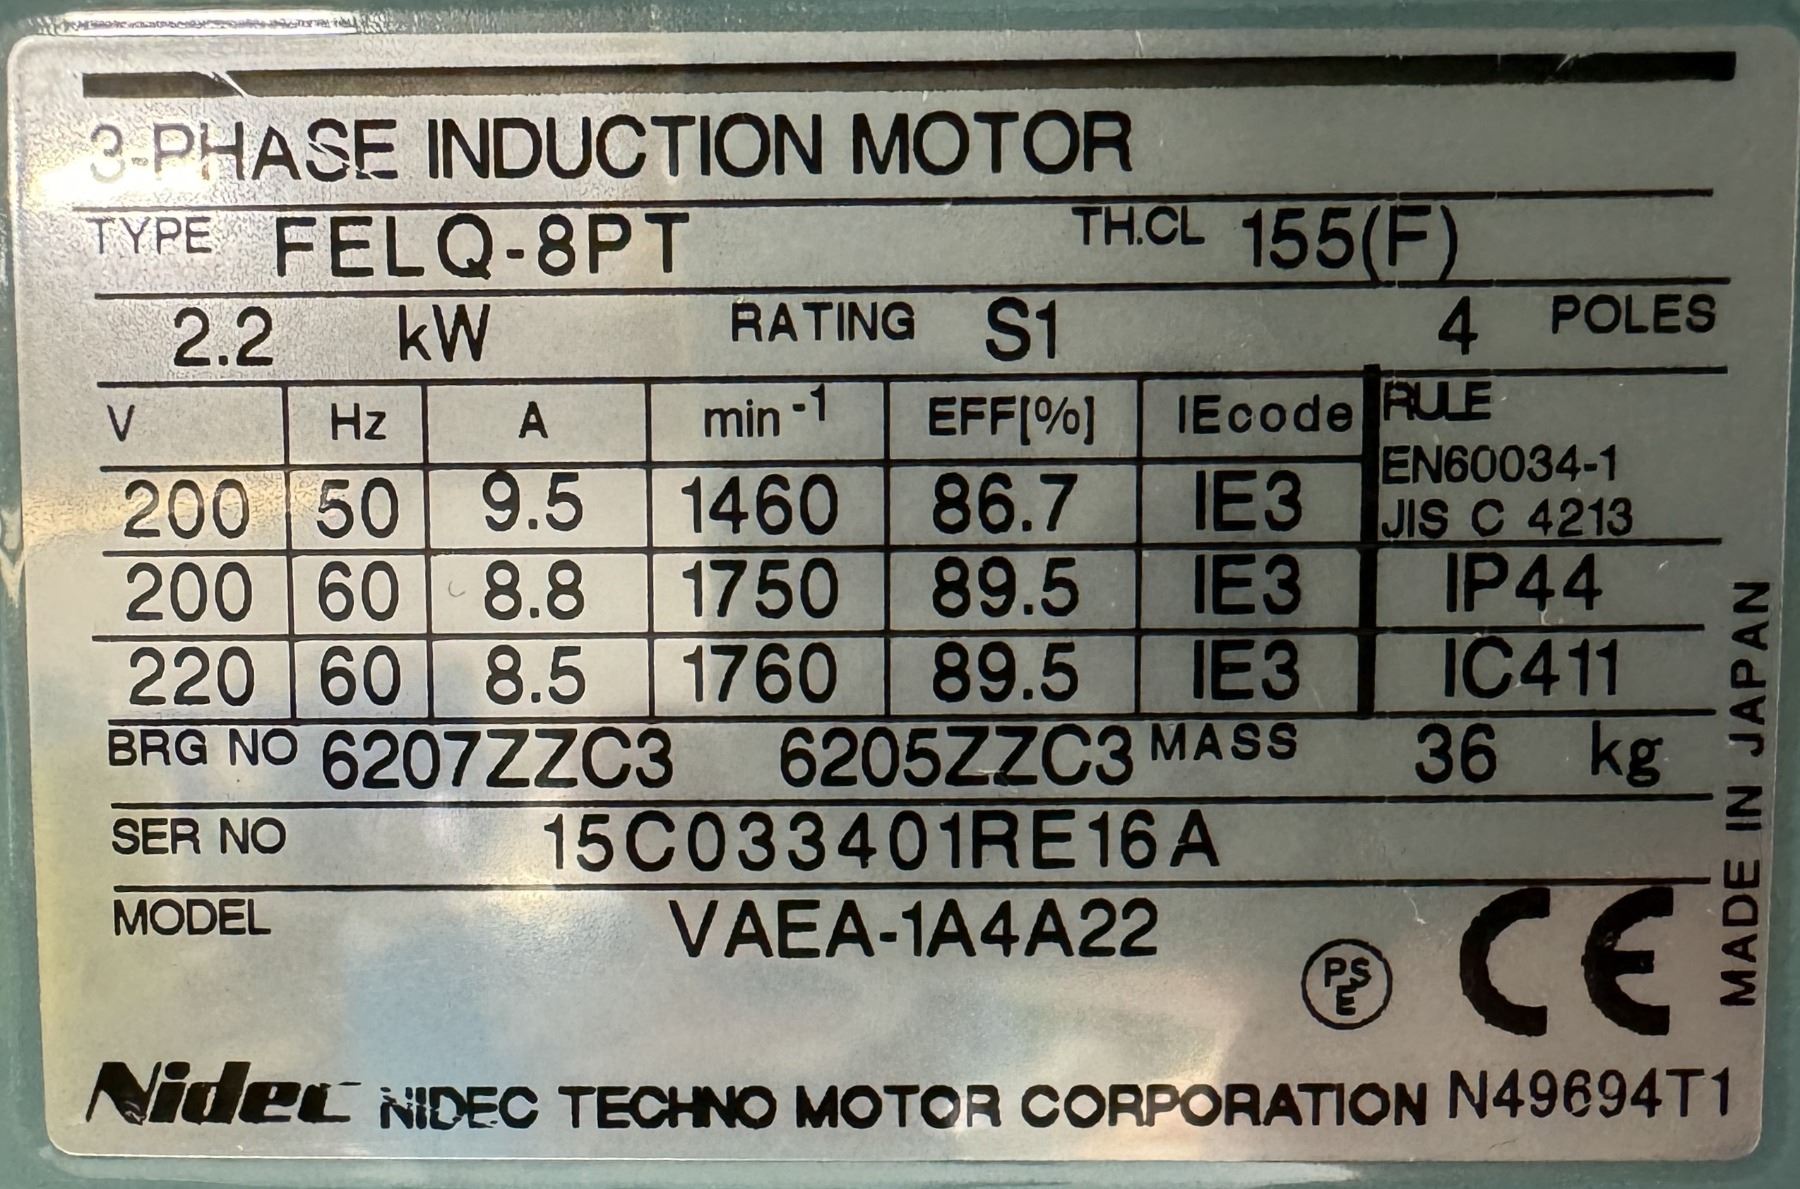 3-PHASE INDUCTION MOTOR
TYPE FELQ-8PT TH.CL 155(F)
2.2 kW RATING S1 4 POLES
V Hz A min⁻¹ EFF[%] IEcode RULE
EN60034-1
200 50 9.5 1460 86.7 IE3 JIS C 4213
200 60 8.8 1750 89.5 IE3 IP44
220 60 8.5 1760 89.5 IE3 IC411
BRG NO 6207ZZC3 6205ZZC3 MASS 36 kg
SER NO 15C033401RE16A
MODEL VAEA-1A4A22
PSE CE
MADE IN JAPAN
Nidec NIDEC TECHNO MOTOR CORPORATION N49694T1